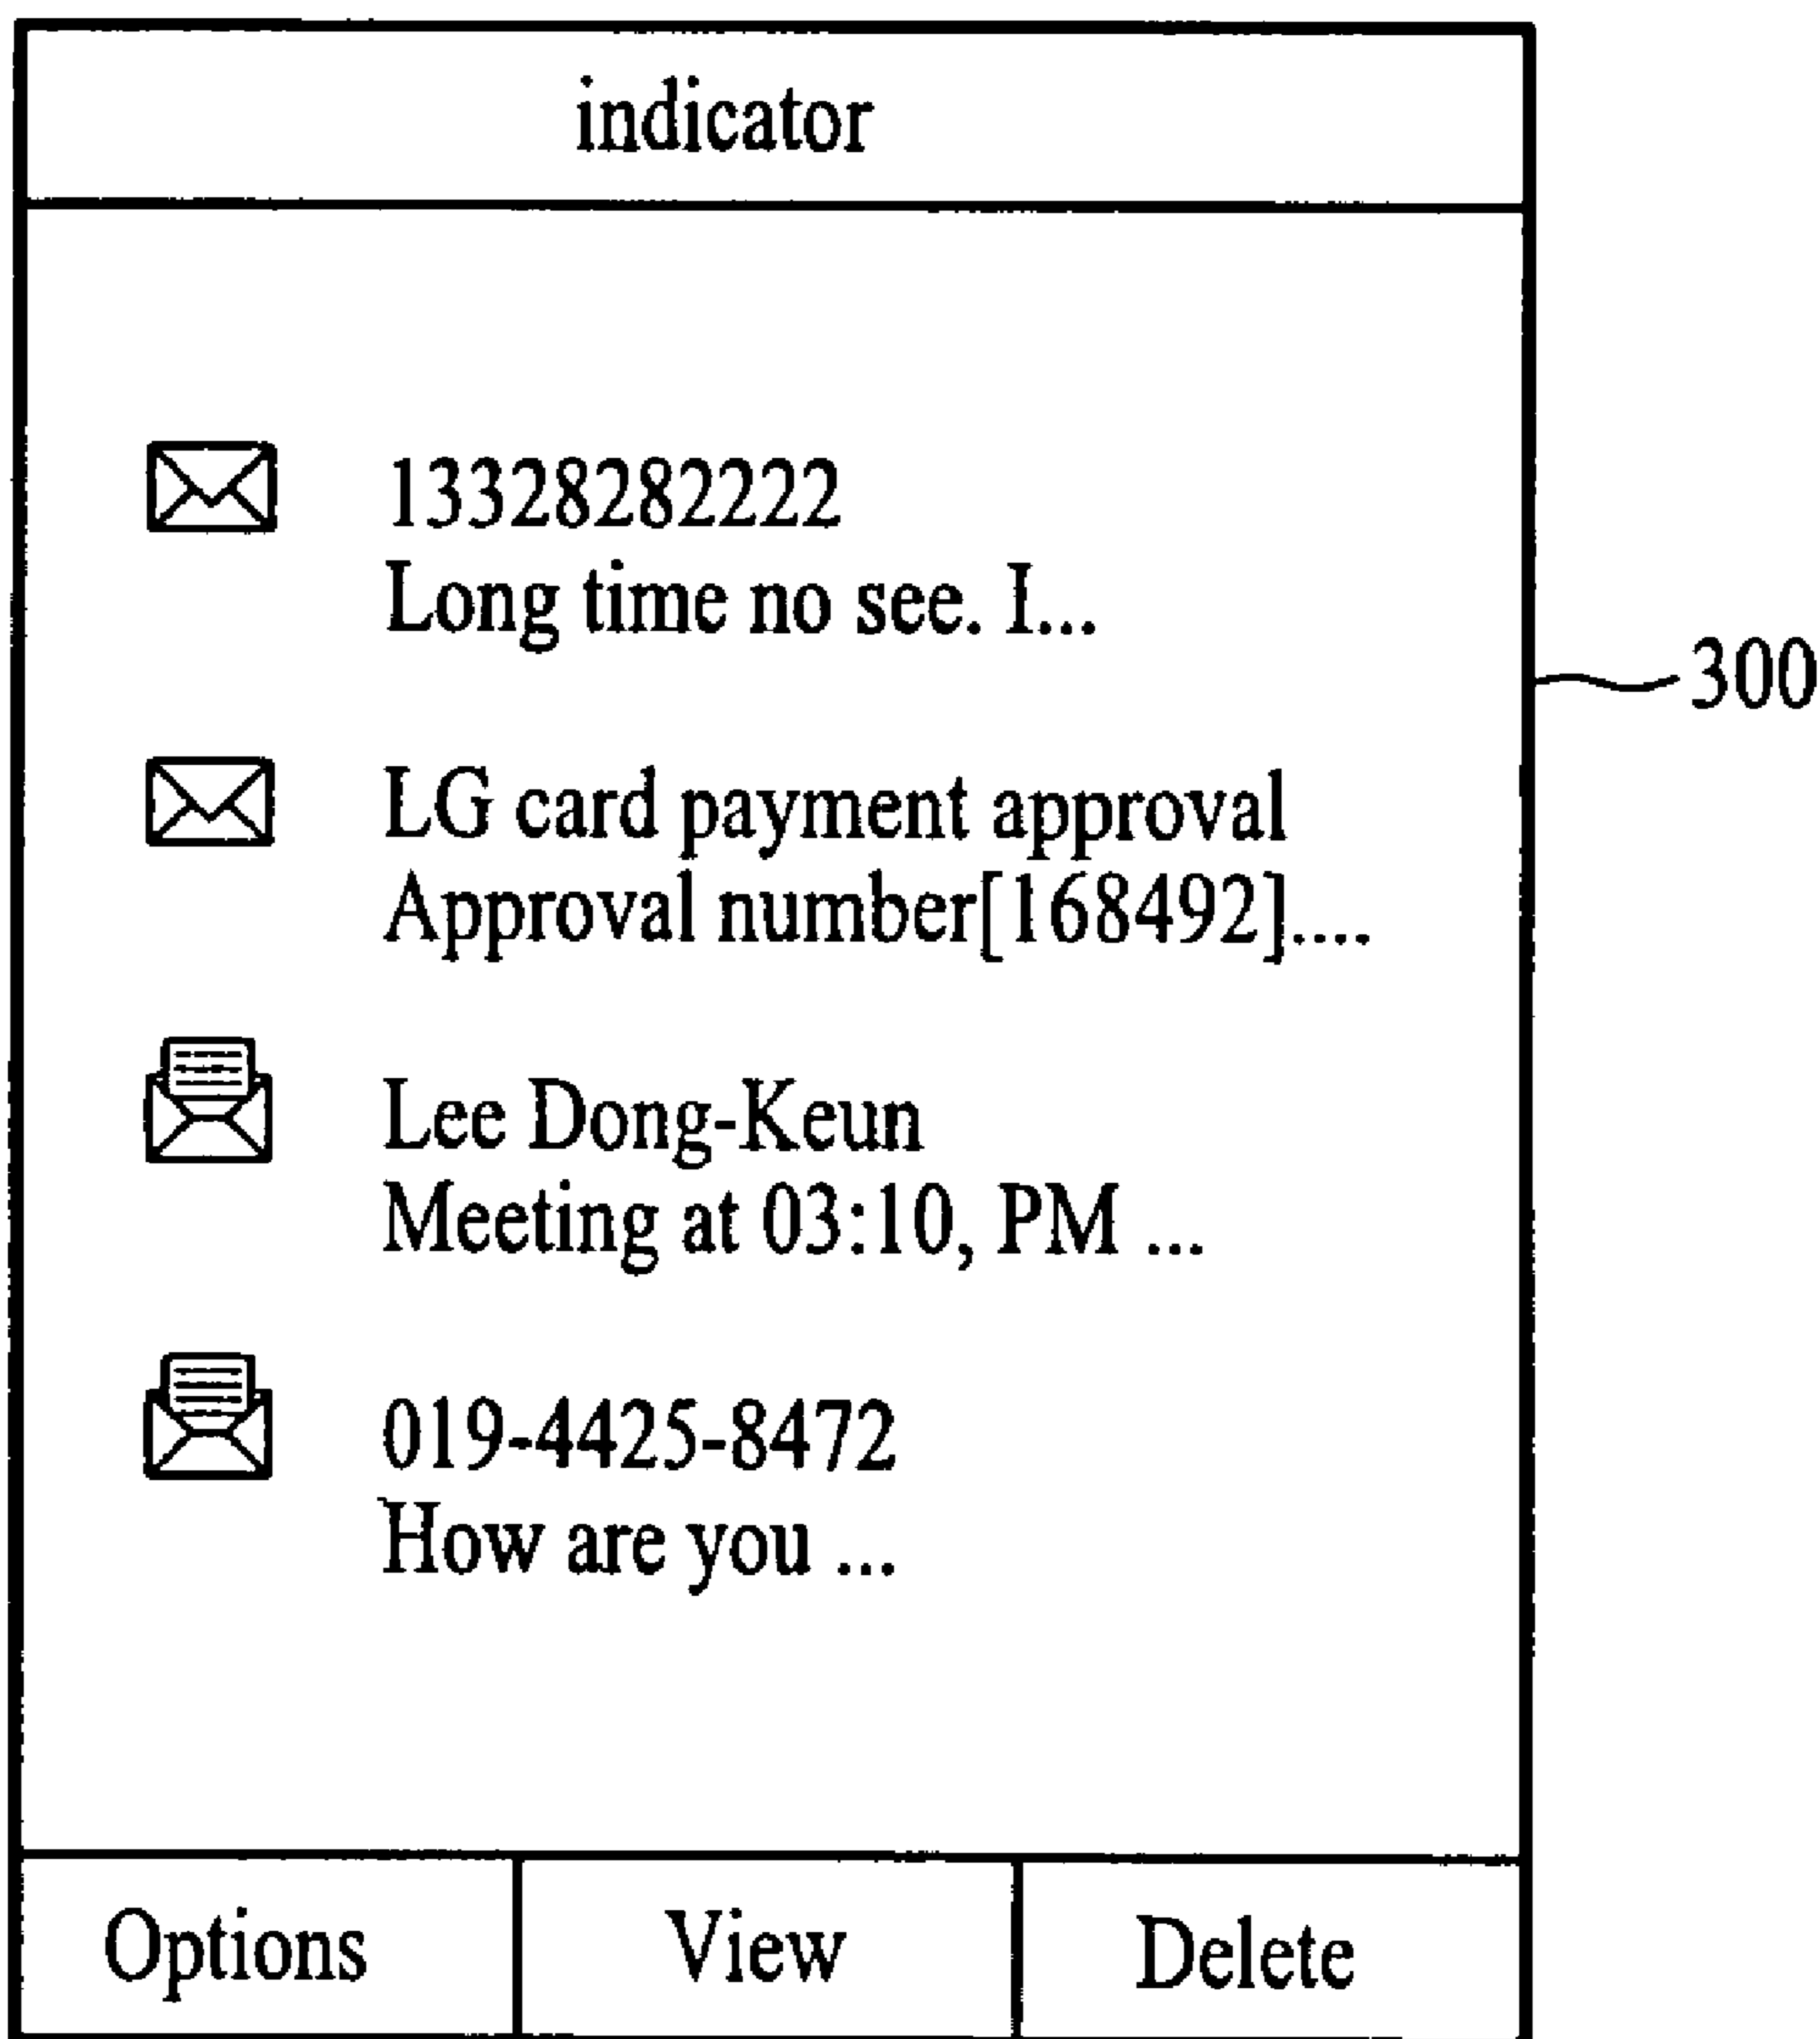 indicator
13328282222
Long time no see. I...
300
LG card payment approval
Approval number[168492]....
Lee Dong-Keun
Meeting at 03:10, PM ...
019-4425-8472
How are you ...
Options View Delete